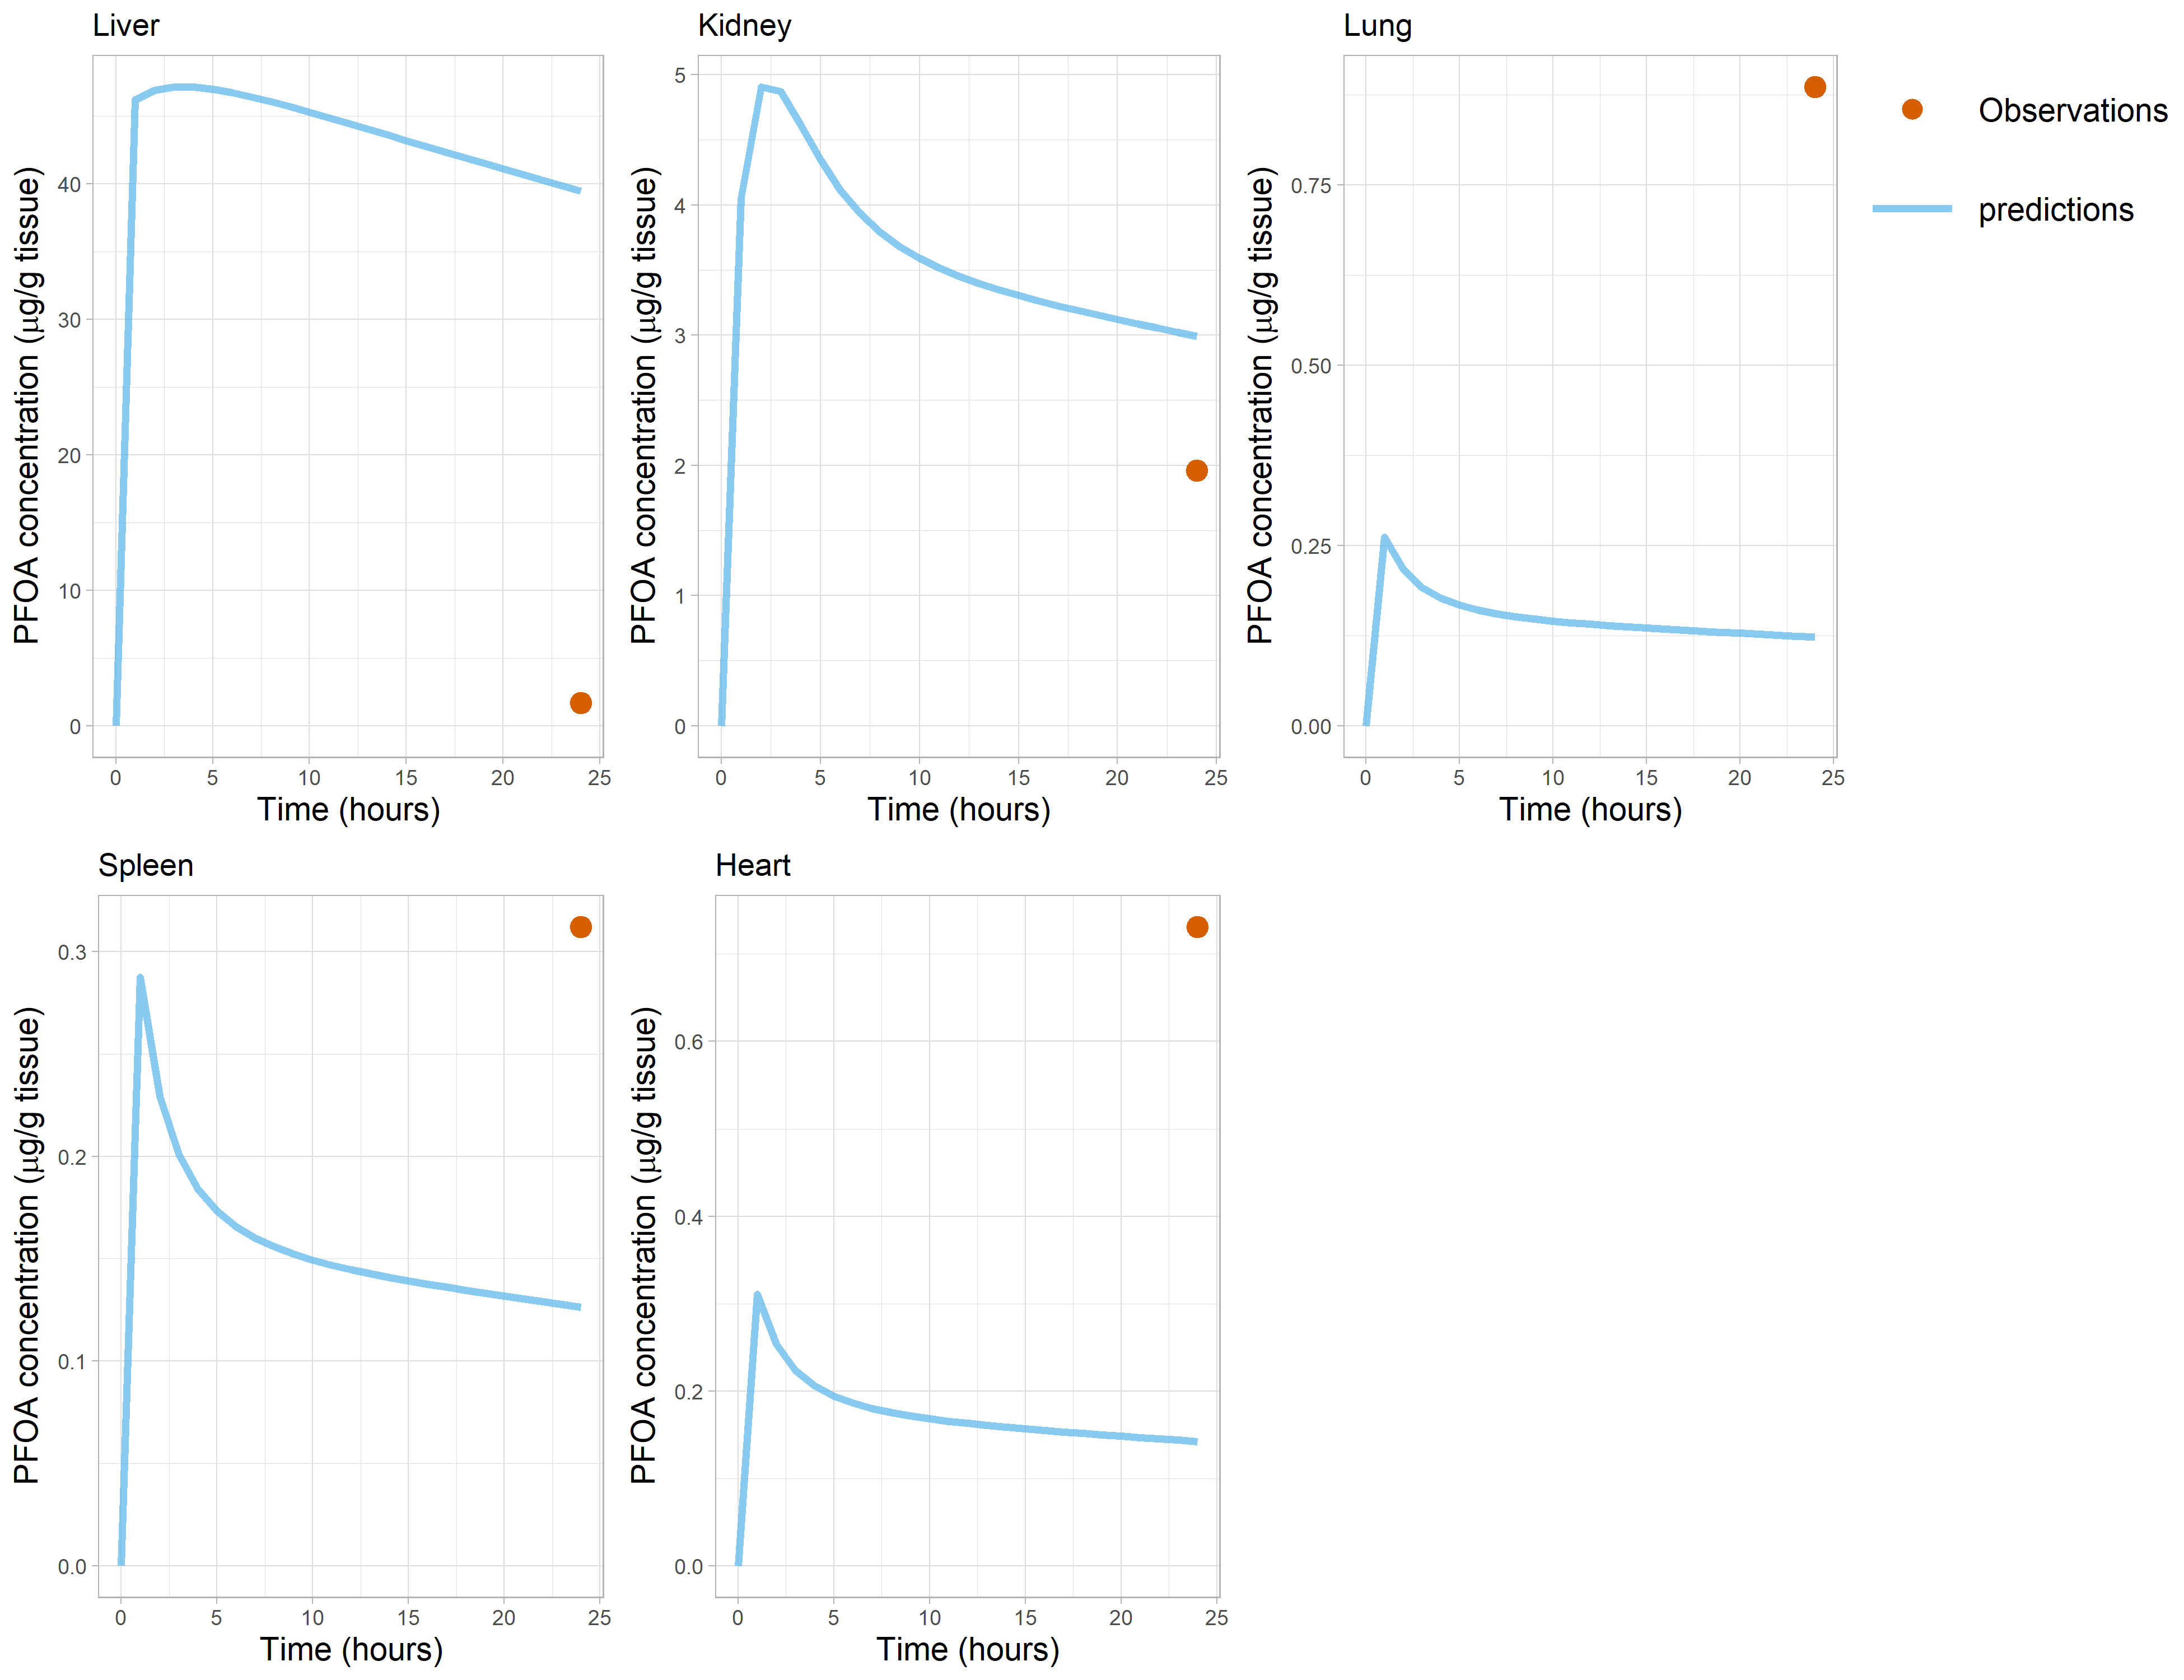 Liver
PFOA concentration (μg/g tissue)
40
30
20
10
0
0 5 10 15 20 25
Time (hours)
Kidney
PFOA concentration (μg/g tissue)
5
4
3
2
1
0
0 5 10 15 20 25
Time (hours)
Lung
PFOA concentration (μg/g tissue)
0.75
0.50
0.25
0.00
0 5 10 15 20 25
Time (hours)
Observations
predictions
Spleen
PFOA concentration (μg/g tissue)
0.3
0.2
0.1
0.0
0 5 10 15 20 25
Time (hours)
Heart
PFOA concentration (μg/g tissue)
0.6
0.4
0.2
0.0
0 5 10 15 20 25
Time (hours)